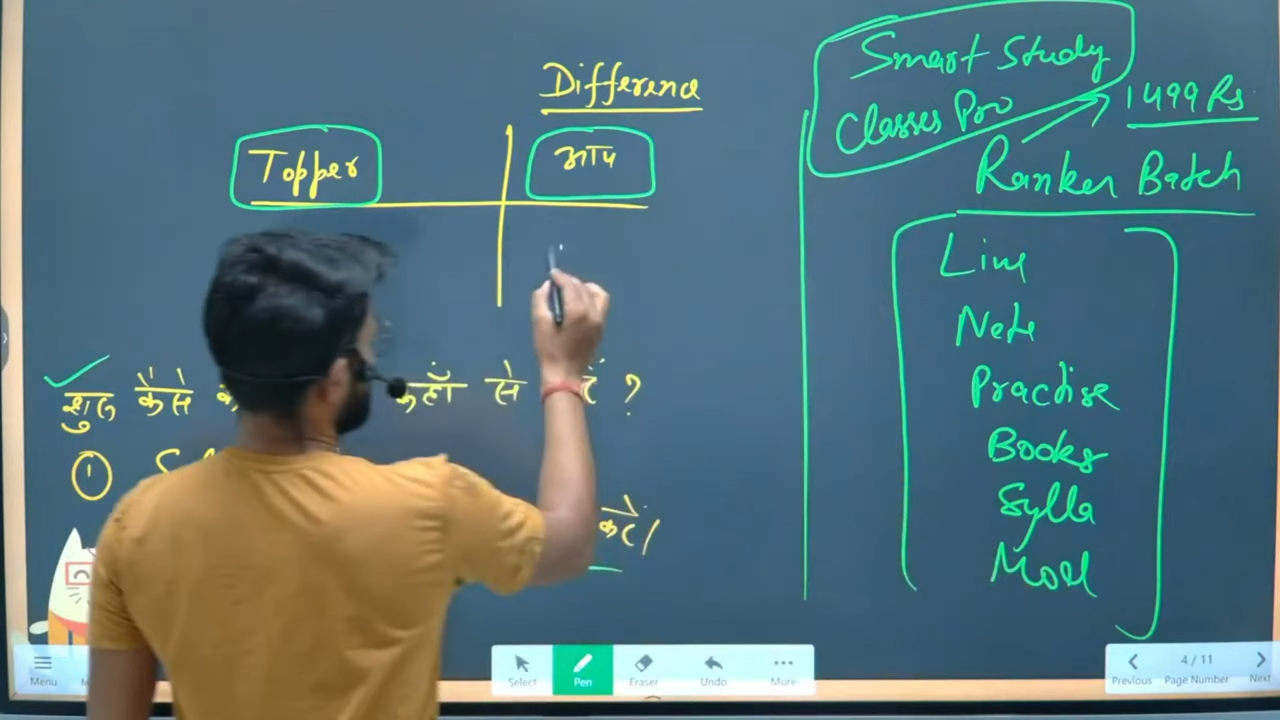 Difference
Topper
आप
शुरू कैसे
कहाँ से
?
①
करें।
Smart Study
Classes Pro
1499 Rs
Ranker Batch
Live
Note
Practise
Books
Sylla
Model
Menu
Select
Pen
Eraser
Undo
More
Previous
4/11
Page Number
Next